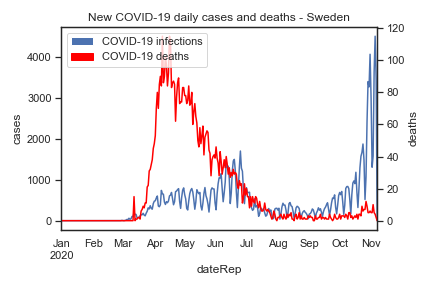 New COVID-19 daily cases and deaths - Sweden
COVID-19 infections
COVID-19 deaths
cases
4000
3000
2000
1000
0
deaths
120
100
80
60
40
20
0
Jan Feb Mar Apr May Jun Jul Aug Sep Oct Nov
2020
dateRep